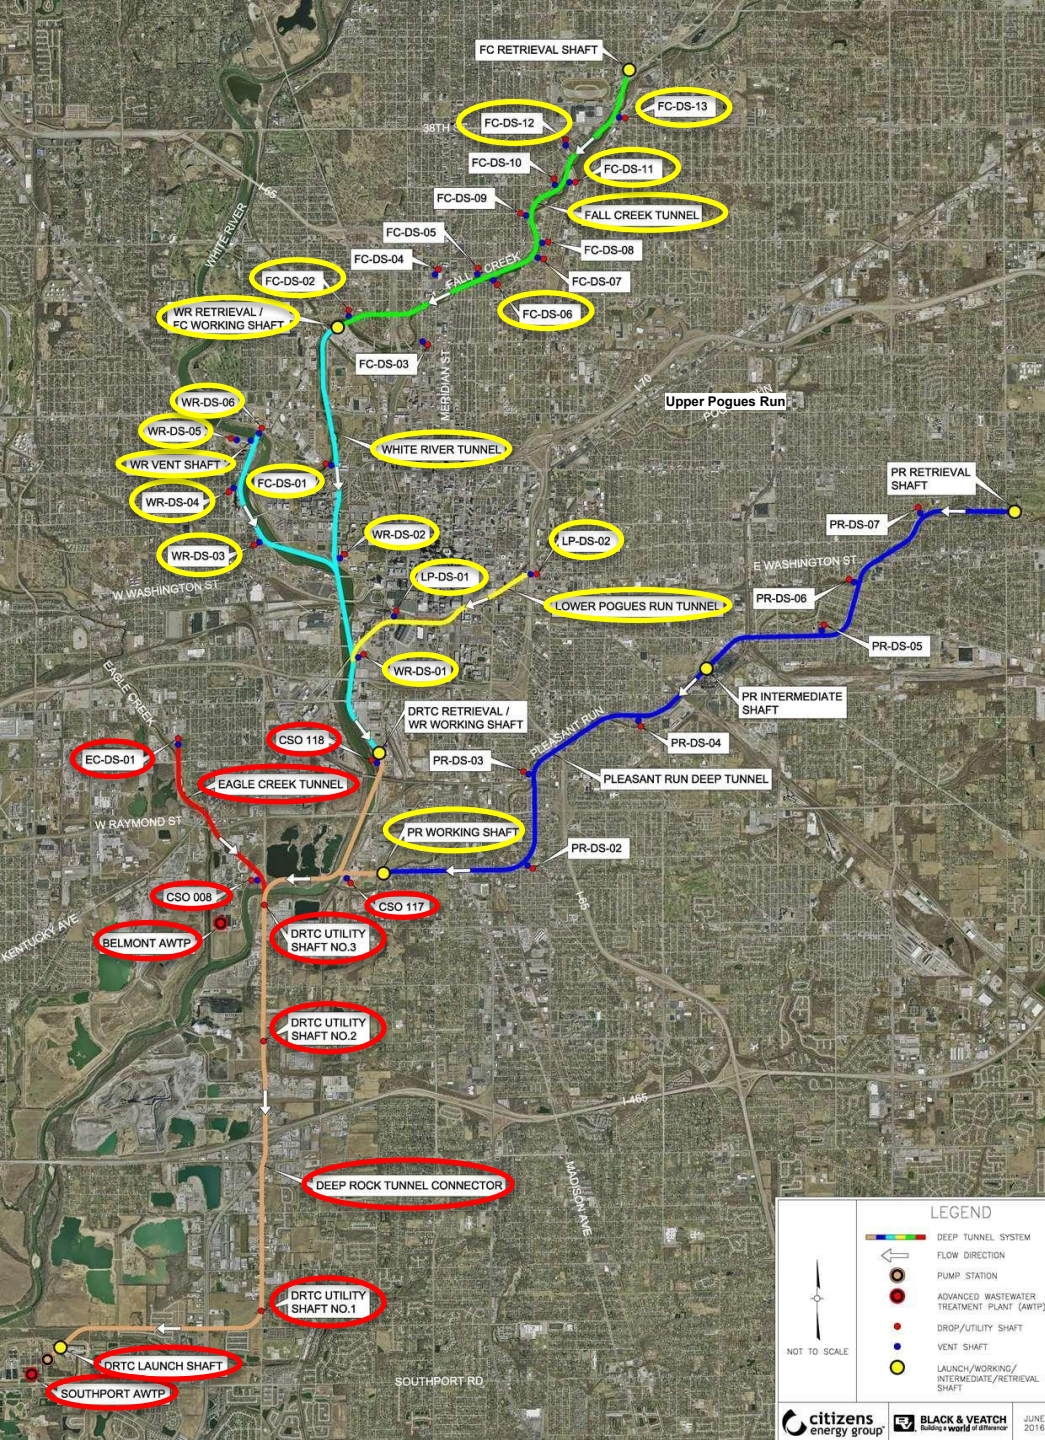 FC RETRIEVAL SHAFT
FC-DS-13
FC-DS-12
38TH
FC-DS-10
FC-DS-11
I-65
FC-DS-09
FALL CREEK TUNNEL
WHITE RIVER
FC-DS-05
FC-DS-08
FC-DS-04
FALL CREEK
FC-DS-07
FC-DS-02
WR RETRIEVAL /
FC WORKING SHAFT
FC-DS-06
FC-DS-03
MERIDIAN ST
I-70
WR-DS-06
Upper Pogues Run
POGUES RUN
WR-DS-05
WHITE RIVER TUNNEL
WR VENT SHAFT
FC-DS-01
PR RETRIEVAL
SHAFT
WR-DS-04
PR-DS-07
WR-DS-03
WR-DS-02
LP-DS-02
E WASHINGTON ST
W WASHINGTON ST
LP-DS-01
LOWER POGUES RUN TUNNEL
PR-DS-06
PR-DS-05
WR-DS-01
EAGLE CREEK
PR INTERMEDIATE
SHAFT
DRTC RETRIEVAL /
WR WORKING SHAFT
PLEASANT RUN
CSO 118
PR-DS-04
EC-DS-01
PR-DS-03
EAGLE CREEK TUNNEL
PLEASANT RUN DEEP TUNNEL
W RAYMOND ST
PR WORKING SHAFT
PR-DS-02
CSO 008
CSO 117
I-65
KENTUCKY AVE
BELMONT AWTP
DRTC UTILITY
SHAFT NO.3
DRTC UTILITY
SHAFT NO.2
I-465
DEEP ROCK TUNNEL CONNECTOR
MADISON AVE
DRTC UTILITY
SHAFT NO.1
DRTC LAUNCH SHAFT
SOUTHPORT AWTP
SOUTHPORT RD
NOT TO SCALE
LEGEND
DEEP TUNNEL SYSTEM
FLOW DIRECTION
PUMP STATION
ADVANCED WASTEWATER
TREATMENT PLANT (AWTP)
DROP/UTILITY SHAFT
VENT SHAFT
LAUNCH/WORKING/
INTERMEDIATE/RETRIEVAL
SHAFT
citizens
energy group
BV
BLACK & VEATCH
Building a world of difference
JUNE
2016